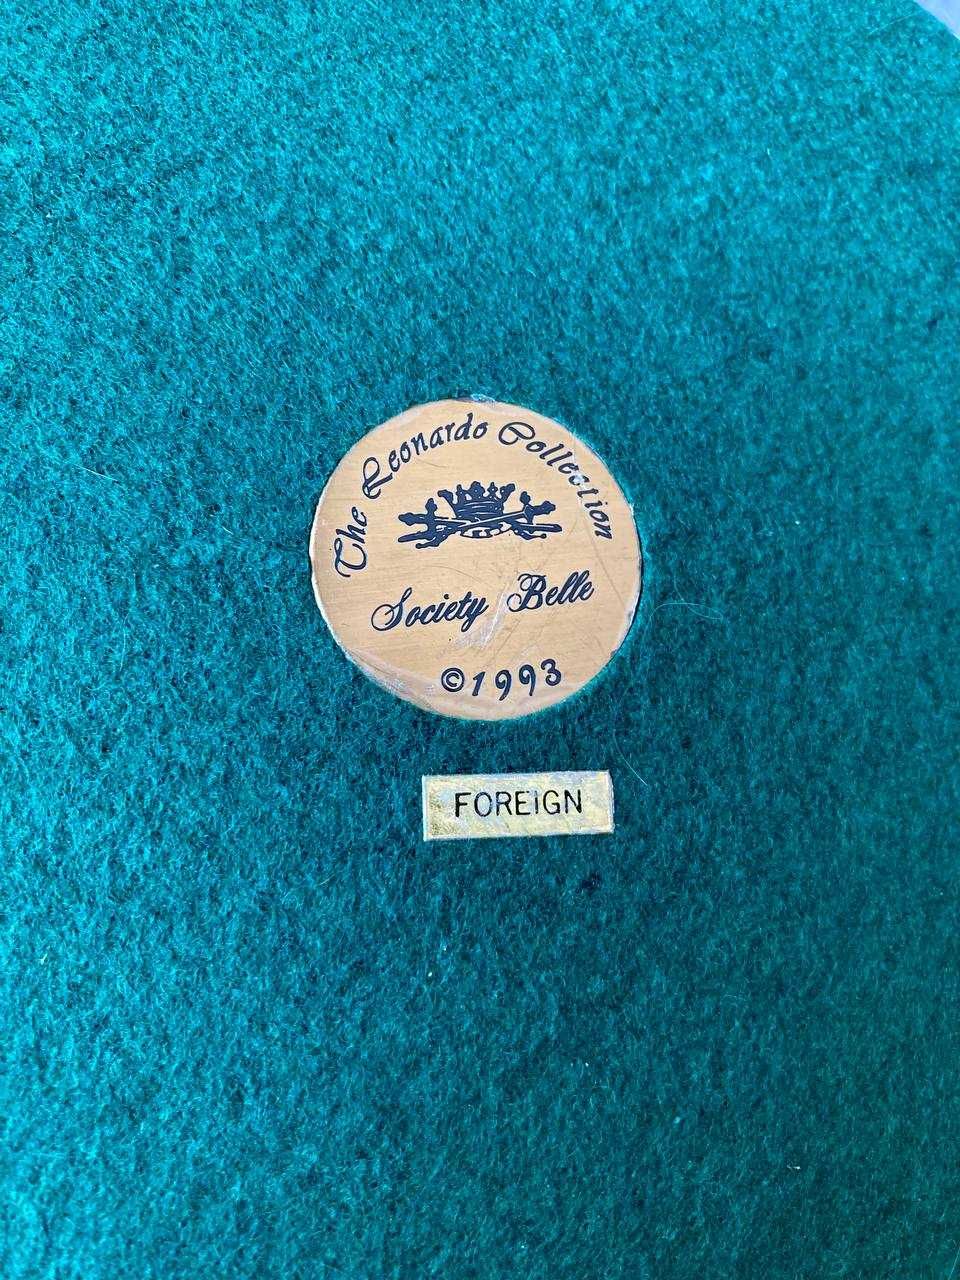 The Leonardo Collection
Society Belle
©1993
FOREIGN